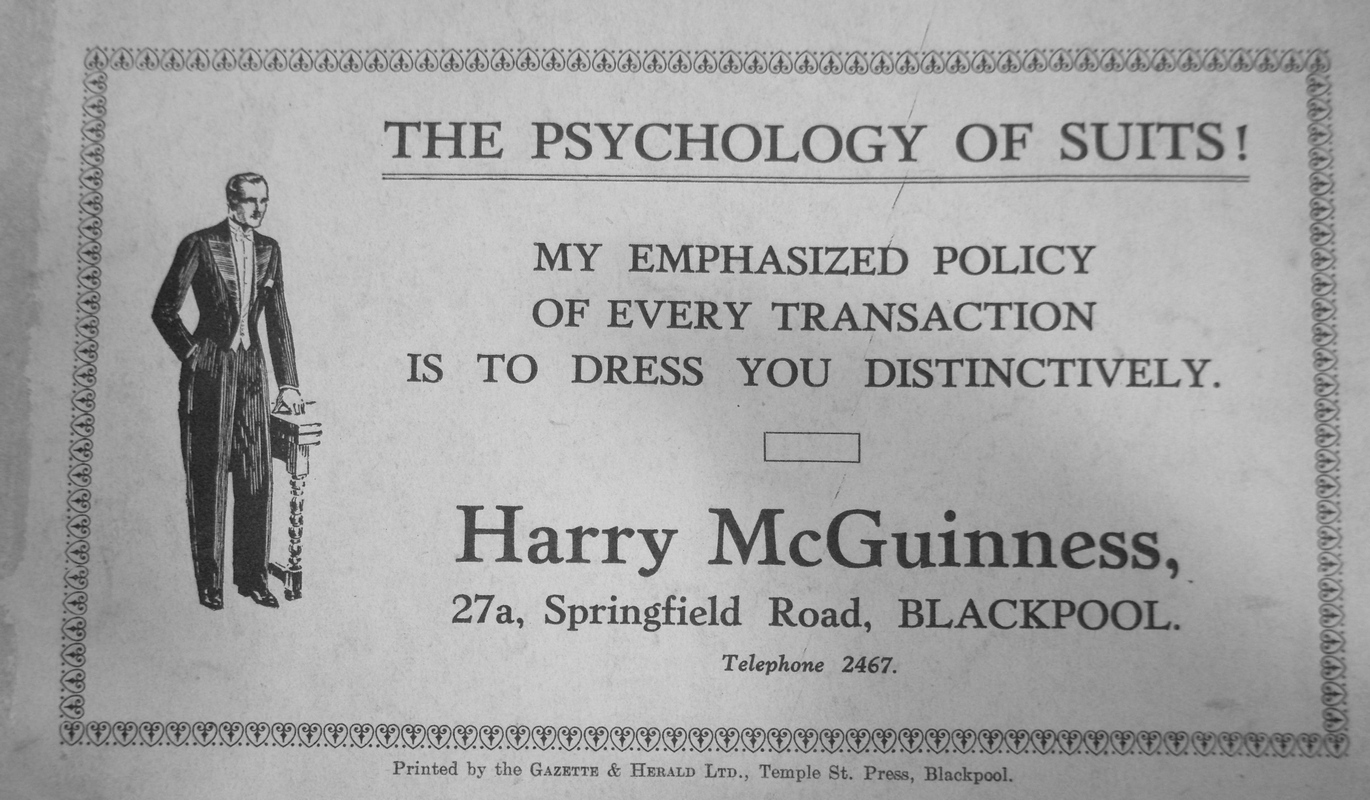 THE PSYCHOLOGY OF SUITS!
MY EMPHASIZED POLICY
OF EVERY TRANSACTION
IS TO DRESS YOU DISTINCTIVELY.
Harry McGuinness,
27a, Springfield Road, BLACKPOOL.
Telephone 2467.
Printed by the GAZETTE & HERALD LTD., Temple St. Press, Blackpool.